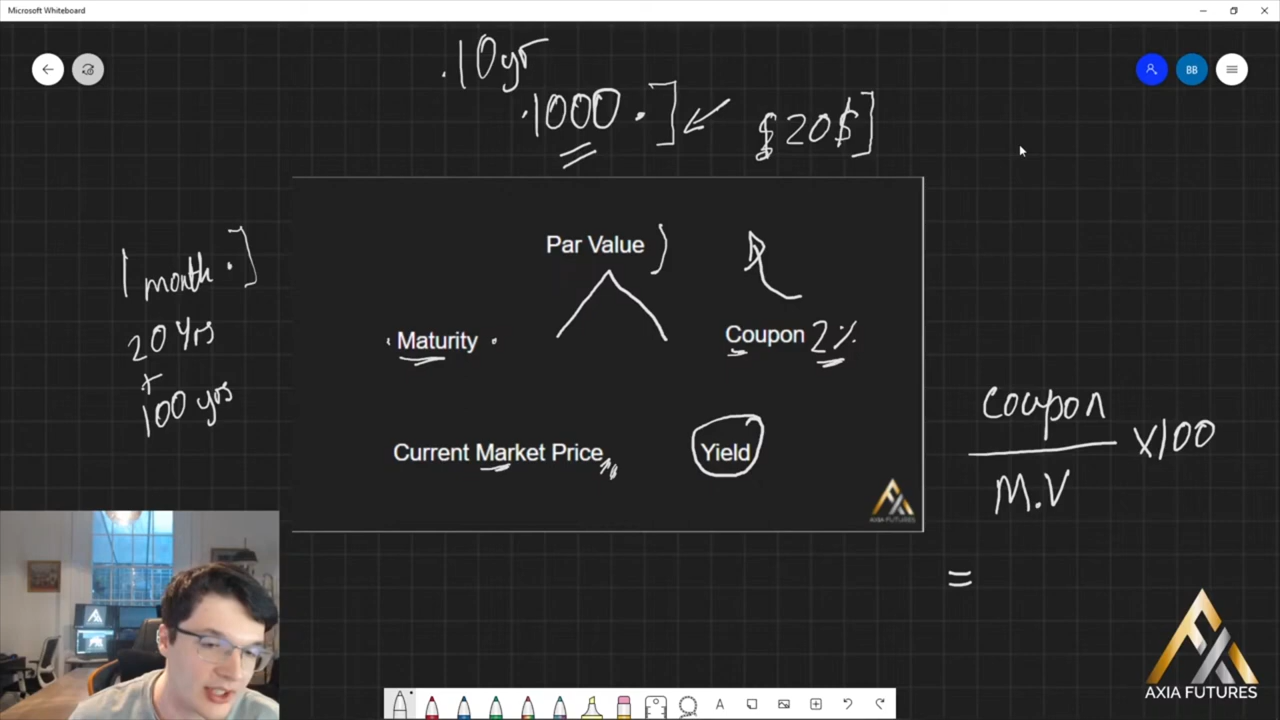 Microsoft Whiteboard
.10yr
.1000.]
$20$]
BB
1 month.]
20 Yrs
+
100 yrs
Par Value
Maturity
Coupon 2%
Current Market Price
Yield
AXIA FUTURES
coupon
M.V
X100
=
A
AXIA FUTURES